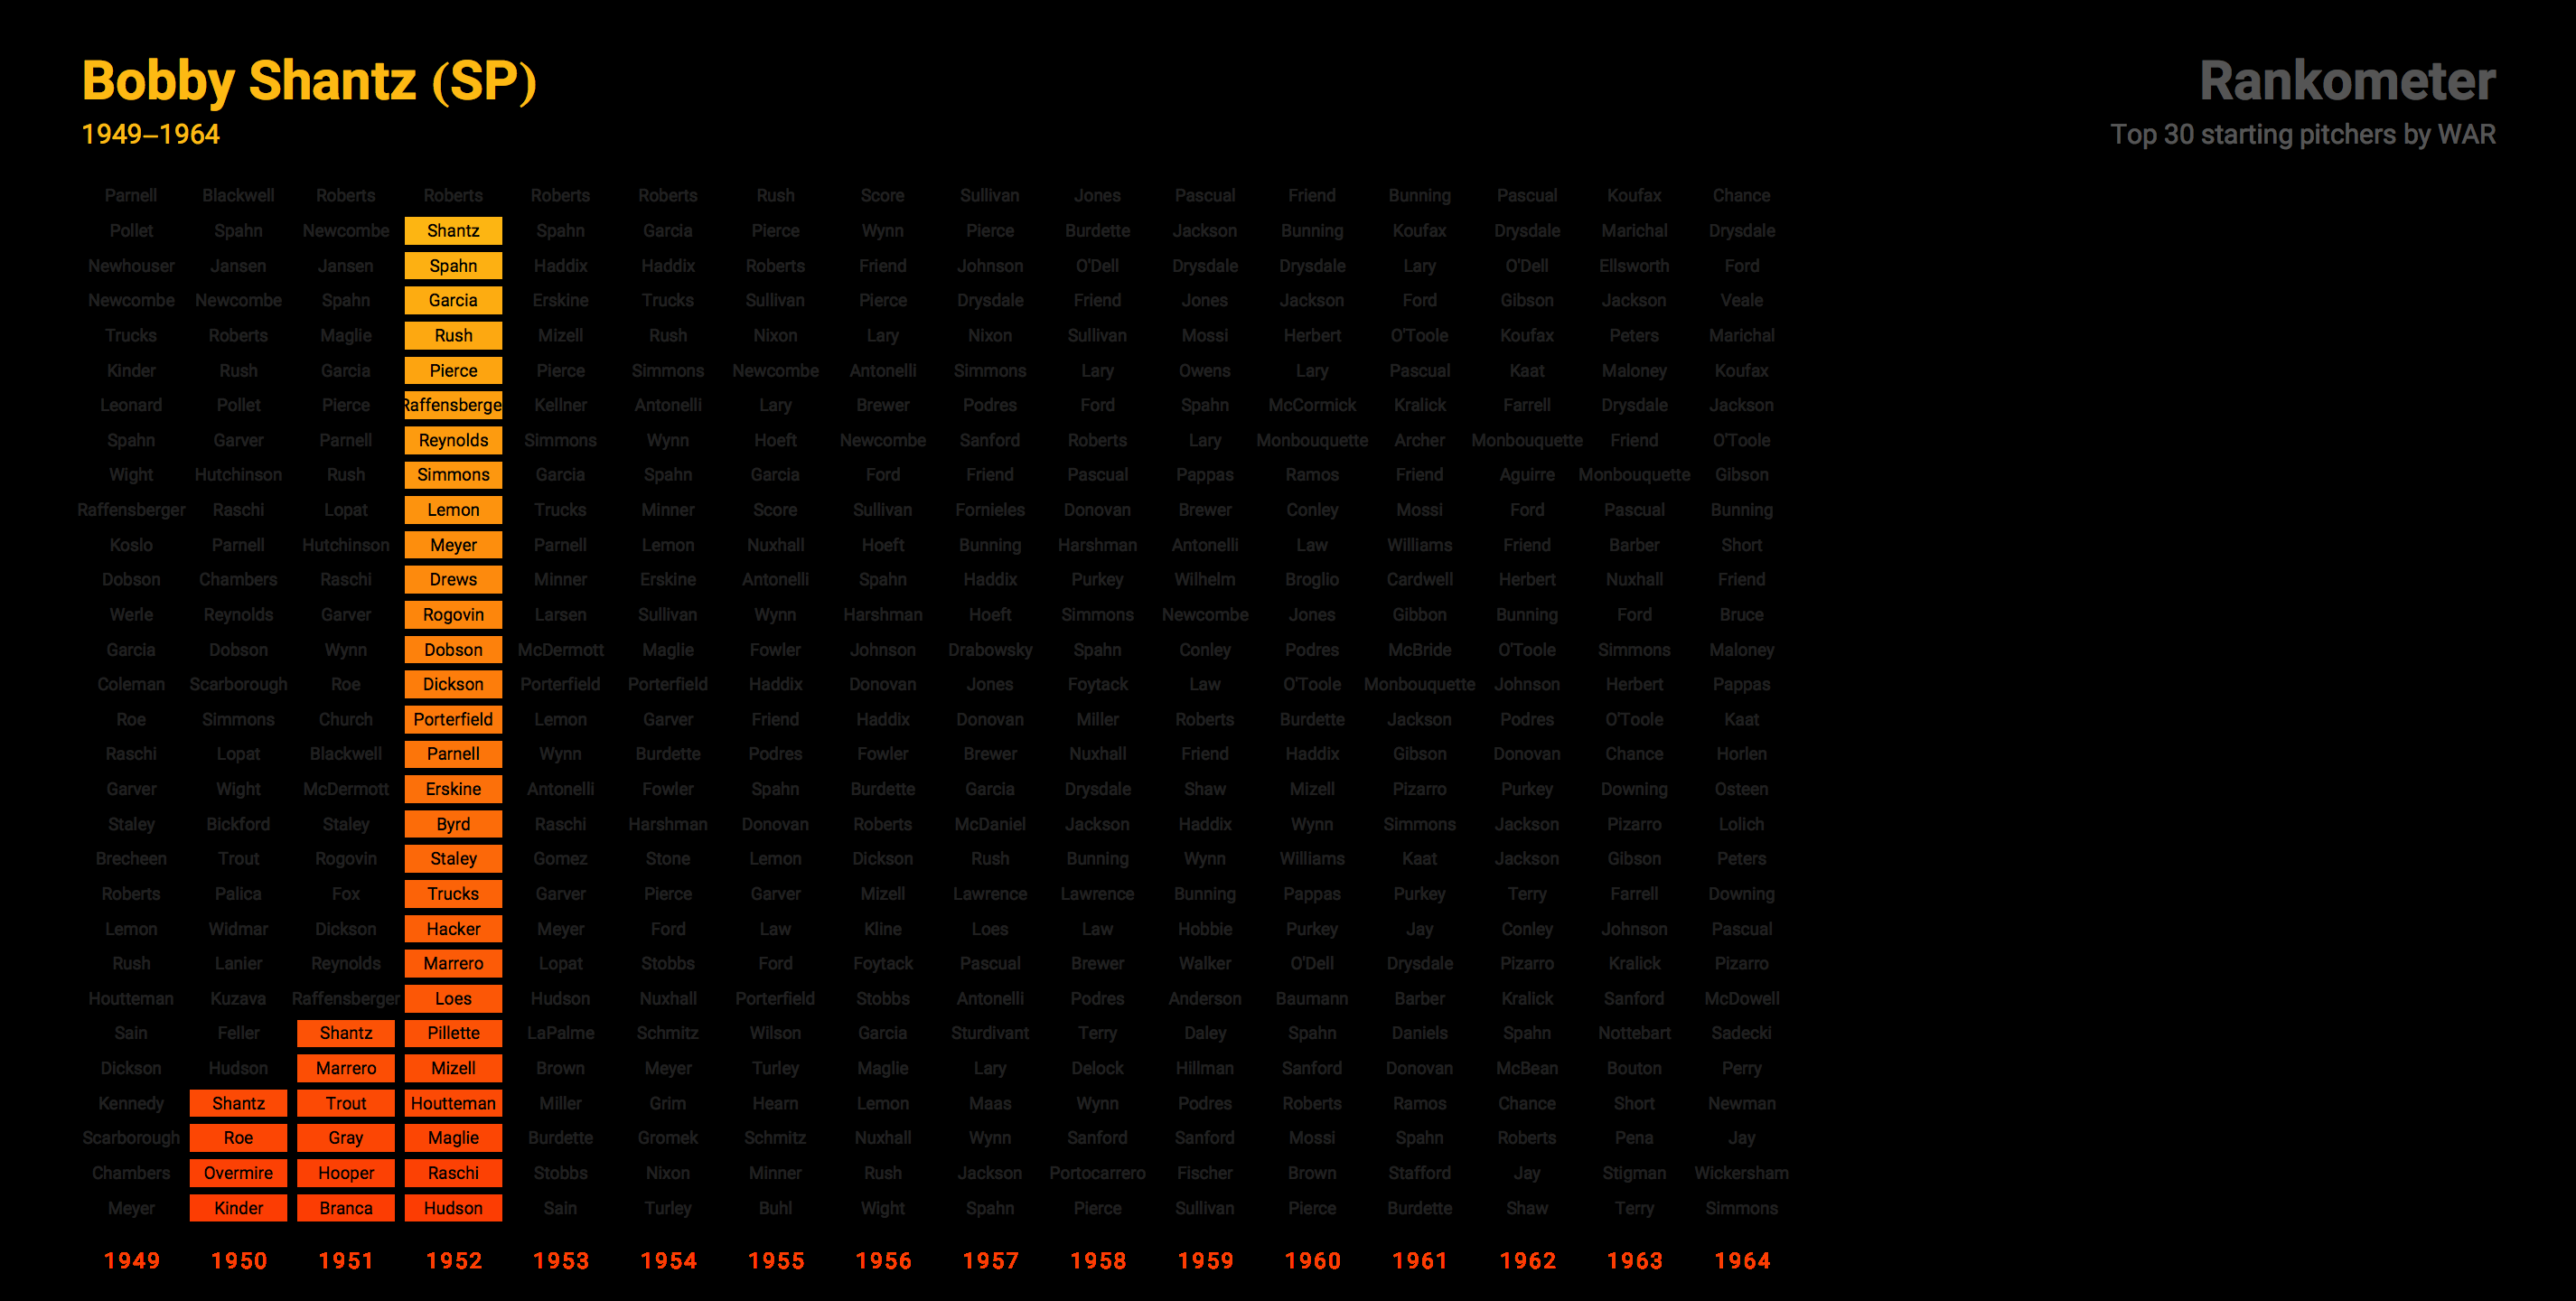 Bobby Shantz (SP)
1949–1964
Rankometer
Top 30 starting pitchers by WAR
Parnell Blackwell Roberts Roberts Roberts Roberts Rush Score Sullivan Jones Pascual Friend Bunning Pascual Koufax Chance
Pollet Spahn Newcombe Shantz Spahn Garcia Pierce Wynn Pierce Burdette Jackson Bunning Koufax Drysdale Marichal Drysdale
Newhouser Jansen Jansen Spahn Haddix Haddix Roberts Friend Johnson O'Dell Drysdale Drysdale Lary O'Dell Ellsworth Ford
Newcombe Newcombe Spahn Garcia Erskine Trucks Sullivan Pierce Drysdale Friend Jones Jackson Ford Gibson Jackson Veale
Trucks Roberts Maglie Rush Mizell Rush Nixon Lary Nixon Sullivan Mossi Herbert O'Toole Koufax Peters Marichal
Kinder Rush Garcia Pierce Pierce Simmons Newcombe Antonelli Simmons Lary Owens Lary Pascual Kaat Maloney Koufax
Leonard Pollet Pierce Raffensberge Kellner Antonelli Lary Brewer Podres Ford Spahn McCormick Kralick Farrell Drysdale Jackson
Spahn Garver Parnell Reynolds Simmons Wynn Hoeft Newcombe Sanford Roberts Lary Monbouquette Archer Monbouquette Friend O'Toole
Wight Hutchinson Rush Simmons Garcia Spahn Garcia Ford Friend Pascual Pappas Ramos Friend Aguirre Monbouquette Gibson
Raffensberger Raschi Lopat Lemon Trucks Minner Score Sullivan Fornieles Donovan Brewer Conley Mossi Ford Pascual Bunning
Koslo Parnell Hutchinson Meyer Parnell Lemon Nuxhall Hoeft Bunning Harshman Antonelli Law Williams Friend Barber Short
Dobson Chambers Raschi Drews Minner Erskine Antonelli Spahn Haddix Purkey Wilhelm Broglio Cardwell Herbert Nuxhall Friend
Werle Reynolds Garver Rogovin Larsen Sullivan Wynn Harshman Hoeft Simmons Newcombe Jones Gibbon Bunning Ford Bruce
Garcia Dobson Wynn Dobson McDermott Maglie Fowler Johnson Drabowsky Spahn Conley Podres McBride O'Toole Simmons Maloney
Coleman Scarborough Roe Dickson Porterfield Porterfield Haddix Donovan Jones Foytack Law O'Toole Monbouquette Johnson Herbert Pappas
Roe Simmons Church Porterfield Lemon Garver Friend Haddix Donovan Miller Roberts Burdette Jackson Podres O'Toole Kaat
Raschi Lopat Blackwell Parnell Wynn Burdette Podres Fowler Brewer Nuxhall Friend Haddix Gibson Donovan Chance Horlen
Garver Wight McDermott Erskine Antonelli Fowler Spahn Burdette Garcia Drysdale Shaw Mizell Pizarro Purkey Downing Osteen
Staley Bickford Staley Byrd Raschi Harshman Donovan Roberts McDaniel Jackson Haddix Wynn Simmons Jackson Pizarro Lolich
Brecheen Trout Rogovin Staley Gomez Stone Lemon Dickson Rush Bunning Wynn Williams Kaat Jackson Gibson Peters
Roberts Palica Fox Trucks Garver Pierce Garver Mizell Lawrence Lawrence Bunning Pappas Purkey Terry Farrell Downing
Lemon Widmar Dickson Hacker Meyer Ford Law Kline Loes Law Hobbie Purkey Jay Conley Johnson Pascual
Rush Lanier Reynolds Marrero Lopat Stobbs Ford Foytack Pascual Brewer Walker O'Dell Drysdale Pizarro Kralick Pizarro
Houtteman Kuzava Raffensberger Loes Hudson Nuxhall Porterfield Stobbs Antonelli Podres Anderson Baumann Barber Kralick Sanford McDowell
Sain Feller Shantz Pillette LaPalme Schmitz Wilson Garcia Sturdivant Terry Daley Spahn Daniels Spahn Nottebart Sadecki
Dickson Hudson Marrero Mizell Brown Meyer Turley Maglie Lary Delock Hillman Sanford Donovan McBean Bouton Perry
Kennedy Shantz Trout Houtteman Miller Grim Hearn Lemon Maas Wynn Podres Roberts Ramos Chance Short Newman
Scarborough Roe Gray Maglie Burdette Gromek Schmitz Nuxhall Wynn Sanford Sanford Mossi Spahn Roberts Pena Jay
Chambers Overmire Hooper Raschi Stobbs Nixon Minner Rush Jackson Portocarrero Fischer Brown Stafford Jay Stigman Wickersham
Meyer Kinder Branca Hudson Sain Turley Buhl Wight Spahn Pierce Sullivan Pierce Burdette Shaw Terry Simmons
1949 1950 1951 1952 1953 1954 1955 1956 1957 1958 1959 1960 1961 1962 1963 1964